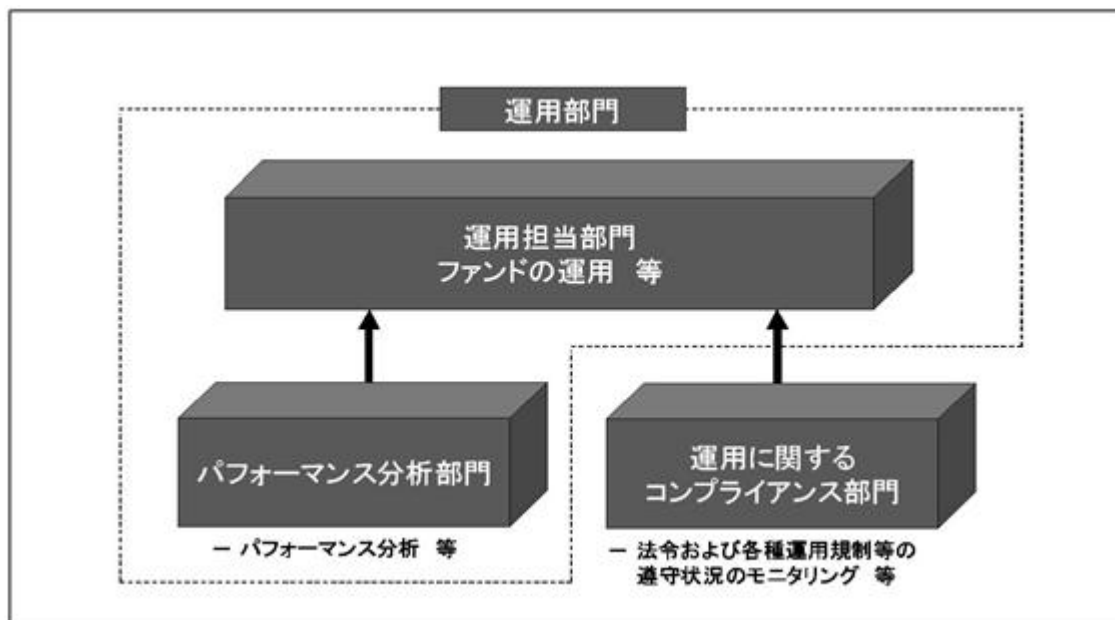 運用部門
運用担当部門
ファンドの運用 等
パフォーマンス分析部門
－ パフォーマンス分析 等
運用に関する
コンプライアンス部門
－ 法令および各種運用規制等の
遵守状況のモニタリング 等